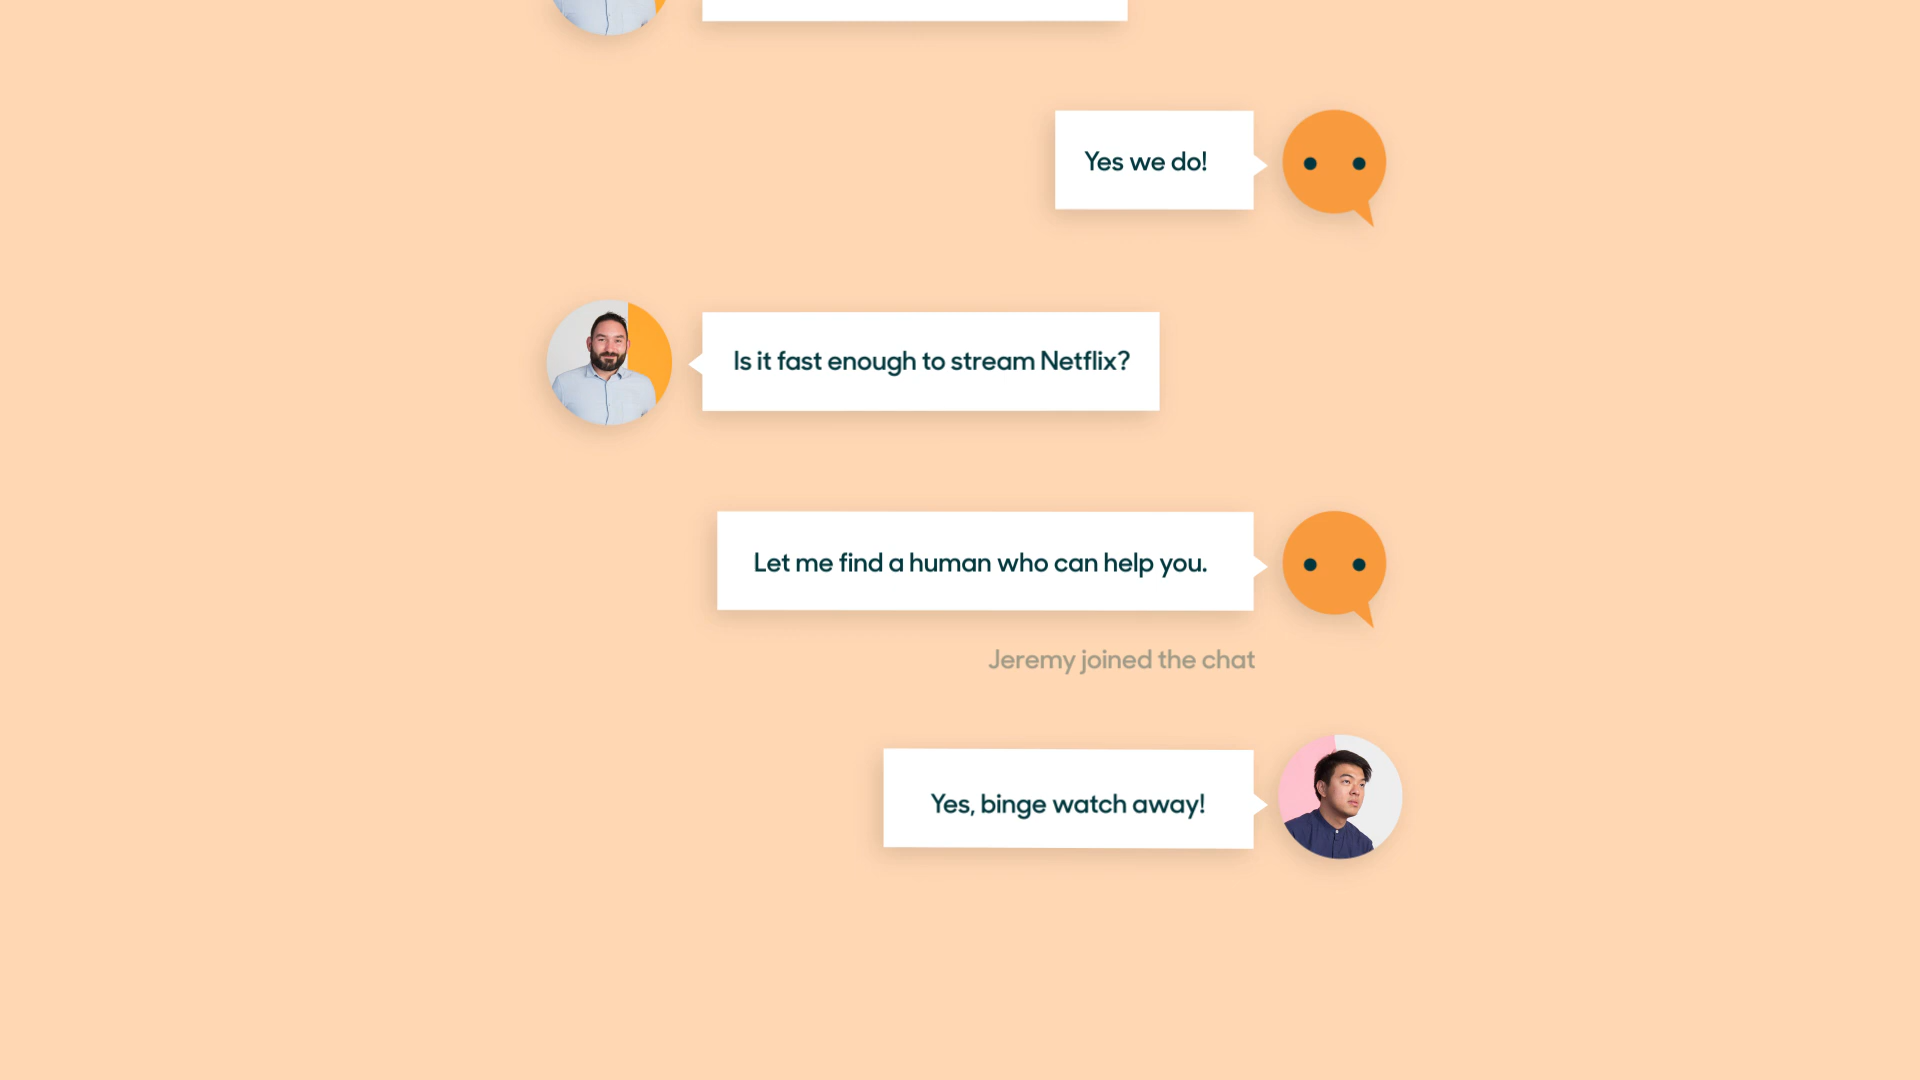 Yes we do!
Is it fast enough to stream Netflix?
Let me find a human who can help you.
Jeremy joined the chat
Yes, binge watch away!